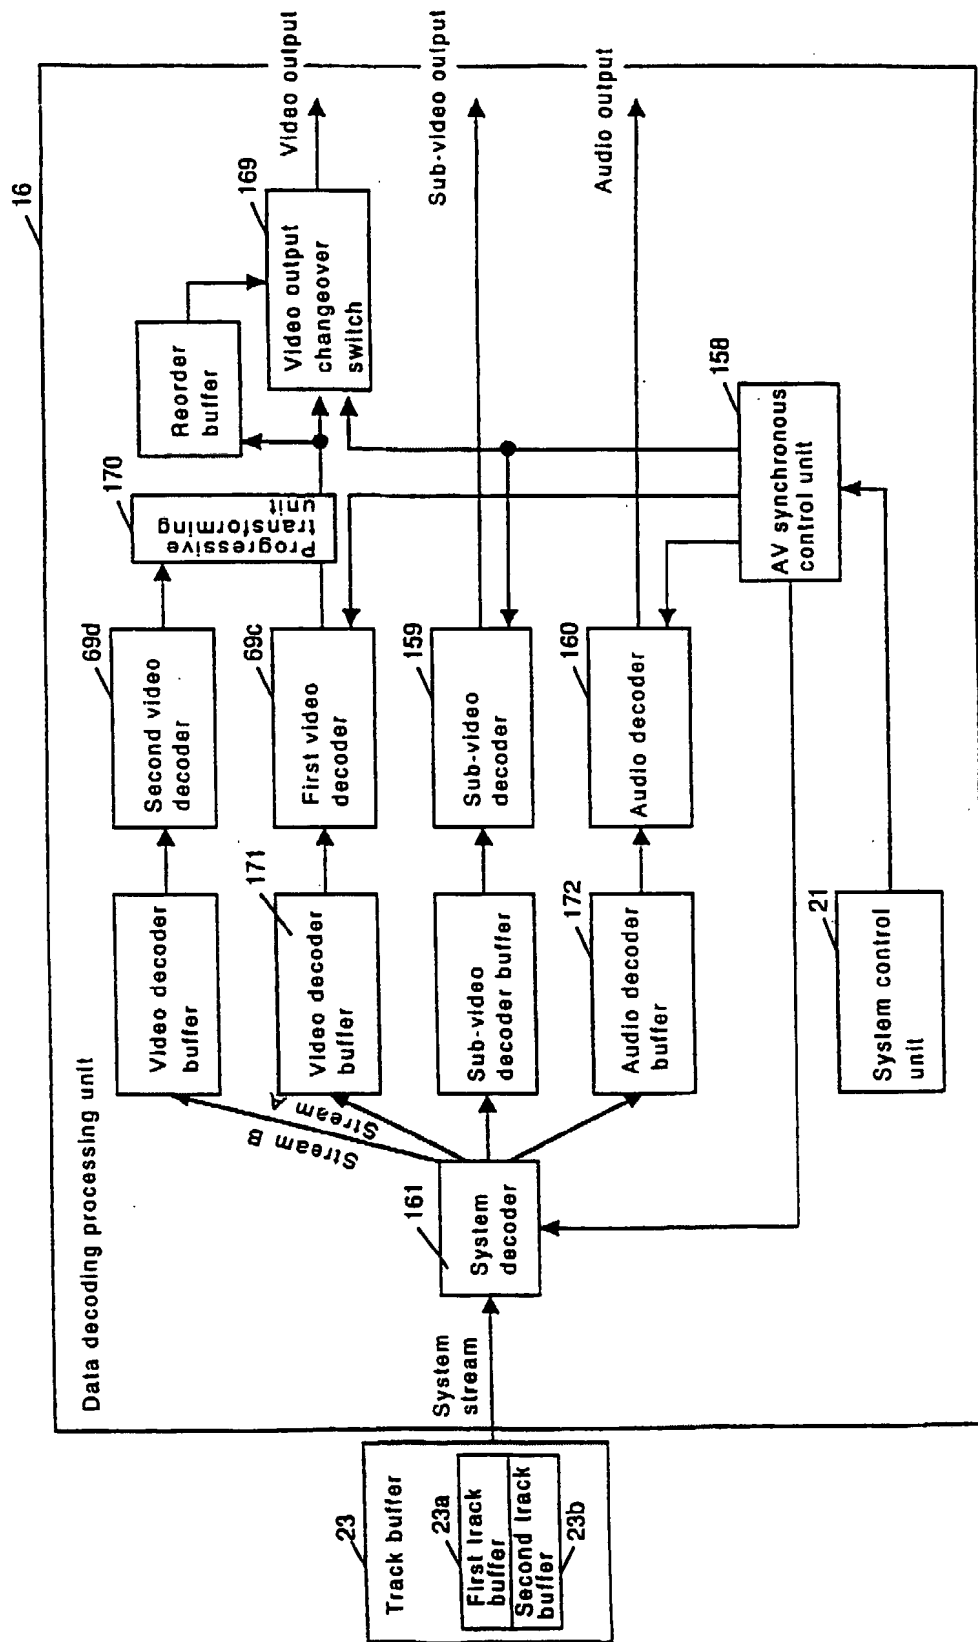 16
Data decoding processing unit
23
Track buffer
23a
First track
buffer
Second track
buffer
23b
System
stream
161
System
decoder
Stream B
Stream A
Video decoder
buffer
171
Video decoder
buffer
Sub-video
decoder buffer
172
Audio decoder
buffer
21
System control
unit
69d
Second video
decoder
69c
First video
decoder
159
Sub-video
decoder
160
Audio decoder
170
Progressive
transforming
unit
Reorder
buffer
169
Video output
changeover
switch
158
AV synchronous
control unit
Video output
Sub-video output
Audio output